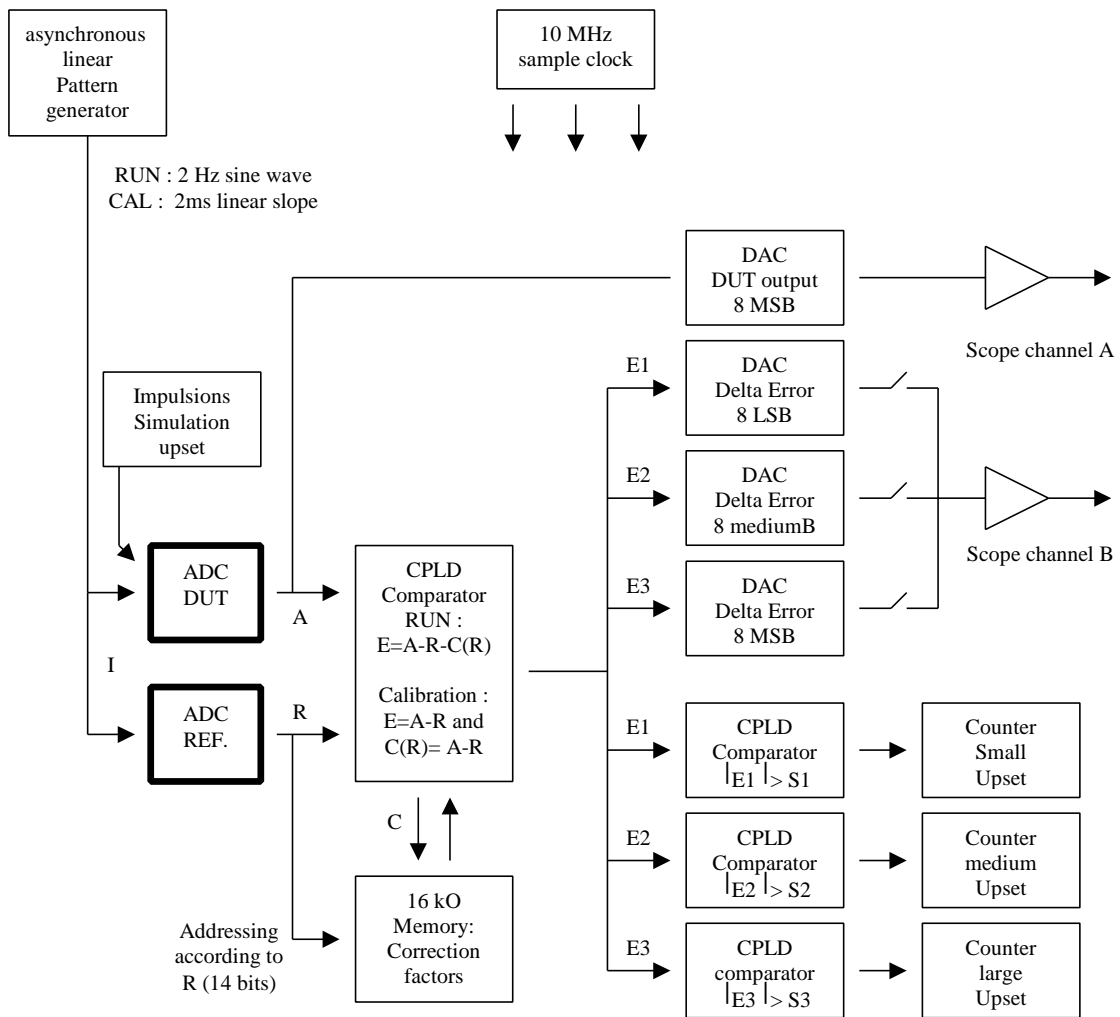 asynchronous
linear
Pattern
generator
10 MHz
sample clock
RUN : 2 Hz sine wave
CAL : 2ms linear slope
DAC
DUT output
8 MSB
Scope channel A
E1
DAC
Delta Error
8 LSB
Impulsions
Simulation
upset
E2
DAC
Delta Error
8 mediumB
Scope channel B
ADC
DUT
A
CPLD
Comparator
RUN :
E=A-R-C(R)
Calibration :
E=A-R and
C(R)= A-R
E3
DAC
Delta Error
8 MSB
I
ADC
REF.
R
E1
CPLD
Comparator
|E1 |> S1
Counter
Small
Upset
C
E2
CPLD
Comparator
|E2 |> S2
Counter
medium
Upset
16 kO
Memory:
Correction
factors
Addressing
according to
R (14 bits)
E3
CPLD
comparator
|E3 |> S3
Counter
large
Upset